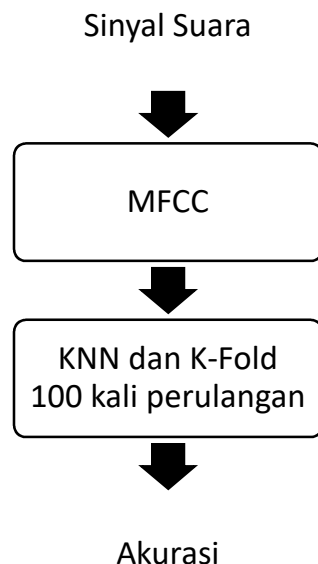 Sinyal Suara
MFCC
KNN dan K-Fold
100 kali perulangan
Akurasi